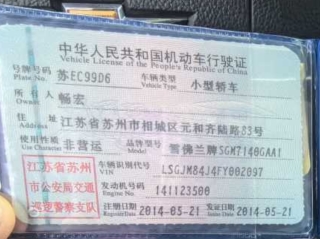 中华人民共和国机动车行驶证
Vehicle License of the People's Republic of China
号牌号码 苏EC99D6 车辆类型 小型轿车
Plate No. Vehicle Type
所有人 畅宏
Owner
住址 江苏省苏州市相城区元和齐陆路83号
Address
使用性质 非营运 品牌型号 雪佛兰牌SGM7140GAA1
Use Character Model
江苏省苏州 车辆识别代号 LSGJM84J4FY002097
VIN
市公安局交通 发动机号码 141123500
Engine No.
巡逻警察支队 注册日期 2014-05-21 发证日期 2014-05-21
Register Date Issue Date